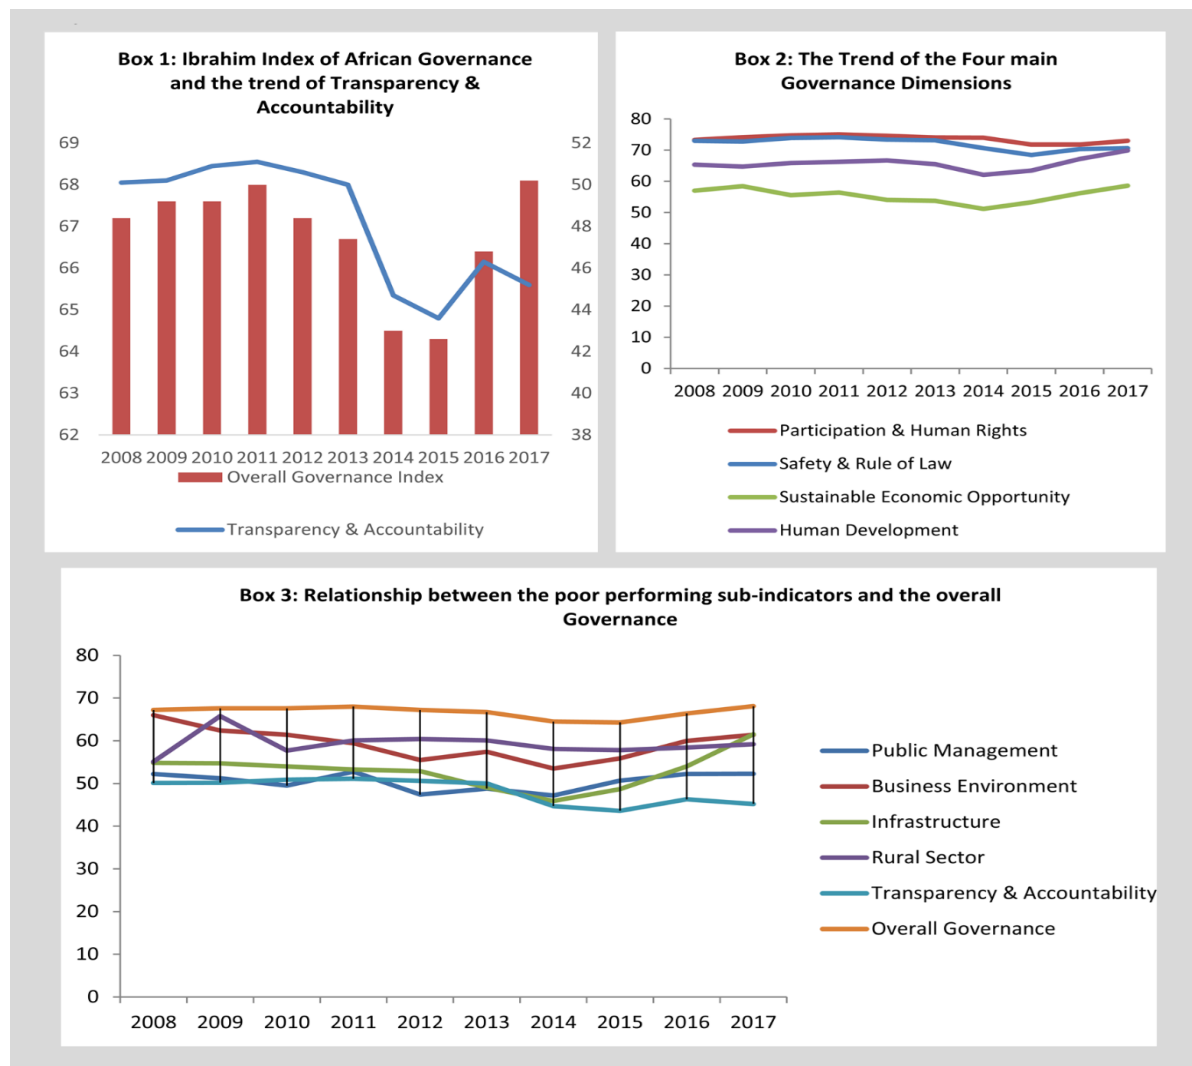 Box 1: Ibrahim Index of African Governance
and the trend of Transparency &
Accountability
69
68
67
66
65
64
63
62
52
50
48
46
44
42
40
38
2008 2009 2010 2011 2012 2013 2014 2015 2016 2017
Overall Governance Index
Transparency & Accountability
Box 2: The Trend of the Four main
Governance Dimensions
80
70
60
50
40
30
20
10
0
2008 2009 2010 2011 2012 2013 2014 2015 2016 2017
Participation & Human Rights
Safety & Rule of Law
Sustainable Economic Opportunity
Human Development
Box 3: Relationship between the poor performing sub-indicators and the overall
Governance
80
70
60
50
40
30
20
10
0
2008 2009 2010 2011 2012 2013 2014 2015 2016 2017
Public Management
Business Environment
Infrastructure
Rural Sector
Transparency & Accountability
Overall Governance